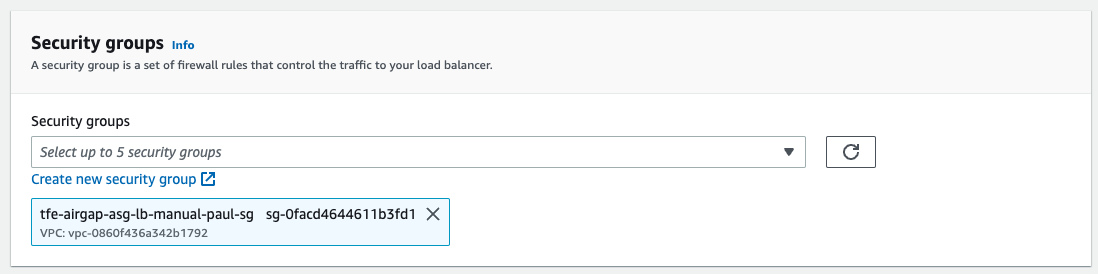 Security groups Info
A security group is a set of firewall rules that control the traffic to your load balancer.
Security groups
Select up to 5 security groups
Create new security group
tfe-airgap-asg-lb-manual-paul-sg sg-0facd4644611b3fd1
VPC: vpc-0860f436a342b1792